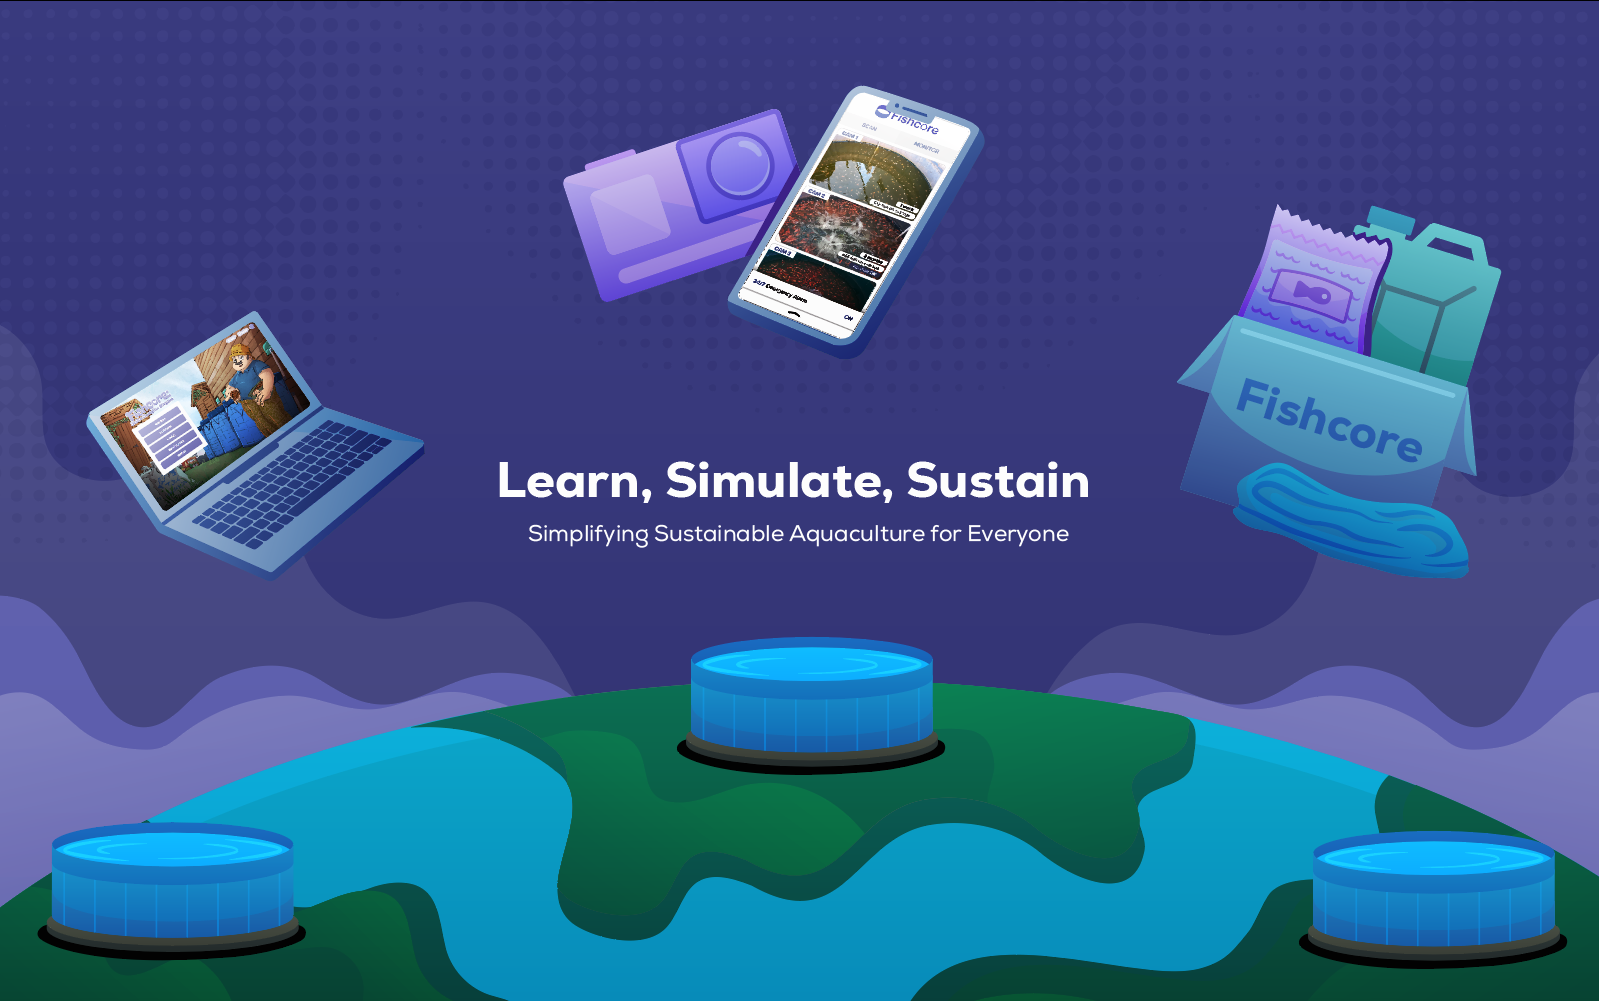 Fishcore
SCAN
MONITOR
CAM 1
CAM 2
CAM 3
24/7 Emergency Alarm
ON
Fishcore
Learn, Simulate, Sustain
Simplifying Sustainable Aquaculture for Everyone